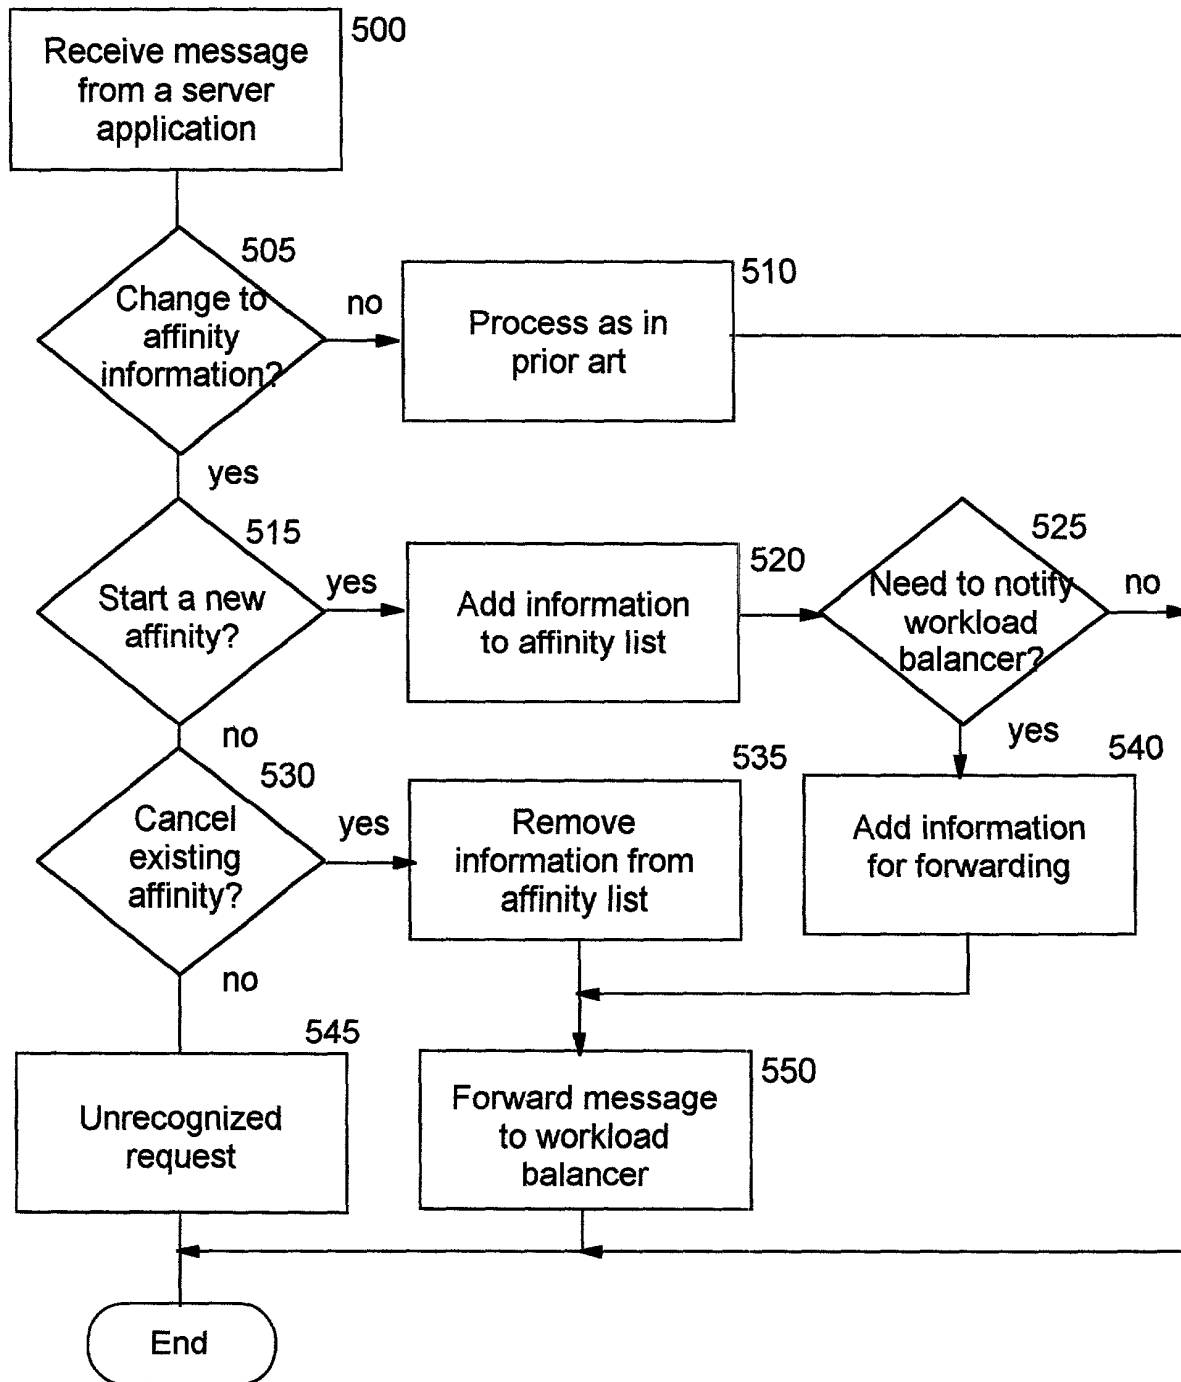 Receive message
from a server
application
500
Change to
affinity
information?
505
no
Process as in
prior art
510
yes
Start a new
affinity?
515
yes
Add information
to affinity list
520
Need to notify
workload
balancer?
525
no
no
yes
Cancel
existing
affinity?
530
yes
Remove
information from
affinity list
535
Add information
for forwarding
540
no
Unrecognized
request
545
Forward message
to workload
balancer
550
End